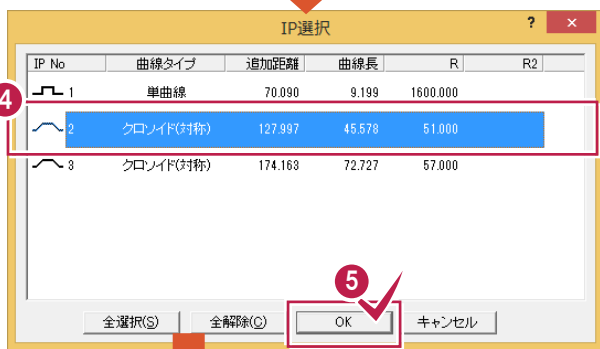 IP選択 ? ×
IP No 曲線タイプ 追加距離 曲線長 R R2
1 単曲線 70.090 9.199 1600.000
4
2 クロソイド(対称) 127.997 45.578 51.000
3 クロソイド(対称) 174.163 72.727 57.000
5
全選択(S) 全解除(C) OK キャンセル